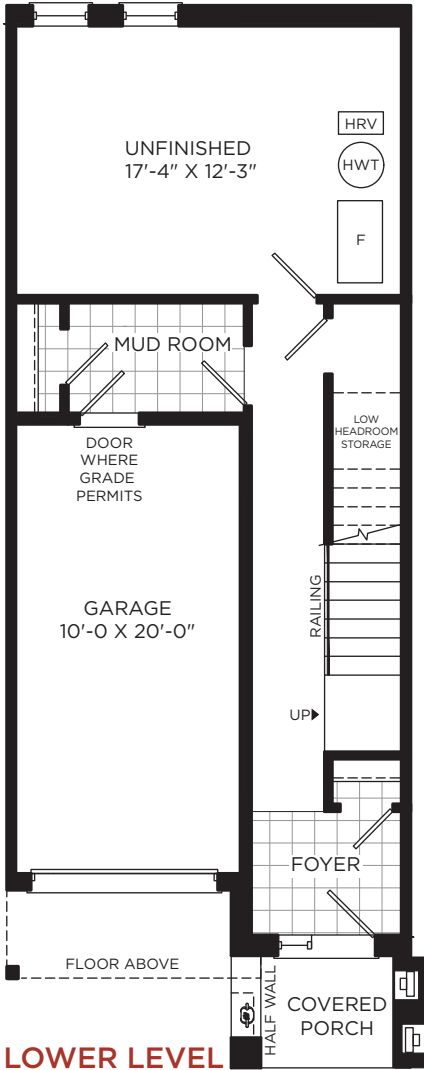 UNFINISHED
17'-4" X 12'-3"
HRV
HWT
F
MUD ROOM
DOOR
WHERE
GRADE
PERMITS
LOW
HEADROOM
STORAGE
GARAGE
10'-0 X 20'-0"
RAILING
UP
FOYER
FLOOR ABOVE
HALF WALL
COVERED
PORCH
LOWER LEVEL